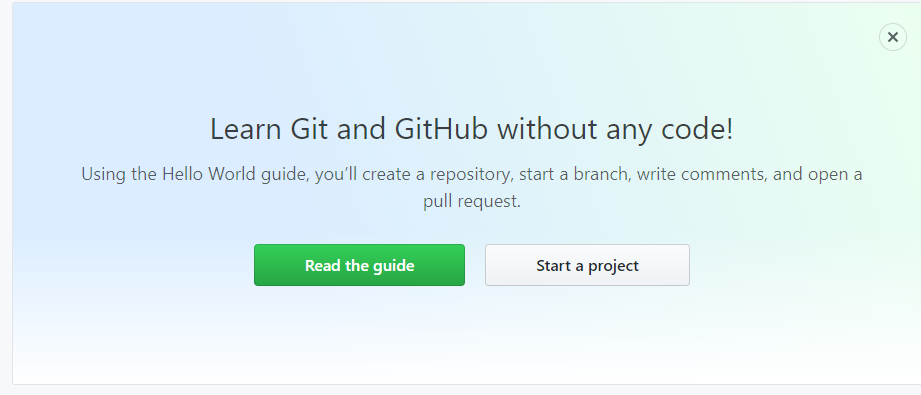 Learn Git and GitHub without any code!
Using the Hello World guide, you’ll create a repository, start a branch, write comments, and open a
pull request.
Read the guide
Start a project